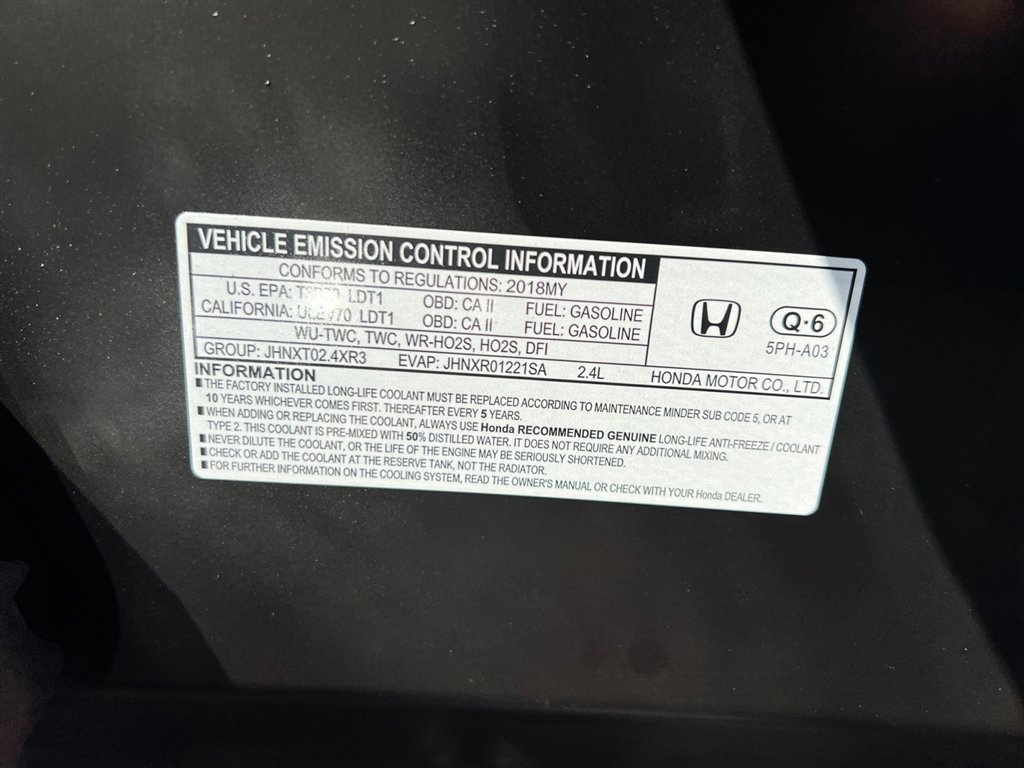 VEHICLE EMISSION CONTROL INFORMATION
CONFORMS TO REGULATIONS: 2018MY
U.S. EPA: LDT1 OBD: CA II FUEL: GASOLINE
CALIFORNIA: LDT1 OBD: CA II FUEL: GASOLINE
WU-TWC, TWC, WR-HO2S, HO2S, DFI
GROUP: JHNXT02.4XR3 EVAP: JHNXR01221SA 2.4L HONDA MOTOR CO., LTD.
Q·6
5PH-A03
INFORMATION
■ THE FACTORY INSTALLED LONG-LIFE COOLANT MUST BE REPLACED ACCORDING TO MAINTENANCE MINDER SUB CODE 5, OR AT
10 YEARS WHICHEVER COMES FIRST. THEREAFTER EVERY 5 YEARS.
■ WHEN ADDING OR REPLACING THE COOLANT, ALWAYS USE Honda RECOMMENDED GENUINE LONG-LIFE ANTI-FREEZE / COOLANT
TYPE 2. THIS COOLANT IS PRE-MIXED WITH 50% DISTILLED WATER. IT DOES NOT REQUIRE ANY ADDITIONAL MIXING.
■ NEVER DILUTE THE COOLANT, OR THE LIFE OF THE ENGINE MAY BE SERIOUSLY SHORTENED.
■ CHECK OR ADD THE COOLANT AT THE RESERVE TANK, NOT THE RADIATOR.
■ FOR FURTHER INFORMATION ON THE COOLING SYSTEM, READ THE OWNER'S MANUAL OR CHECK WITH YOUR Honda DEALER.